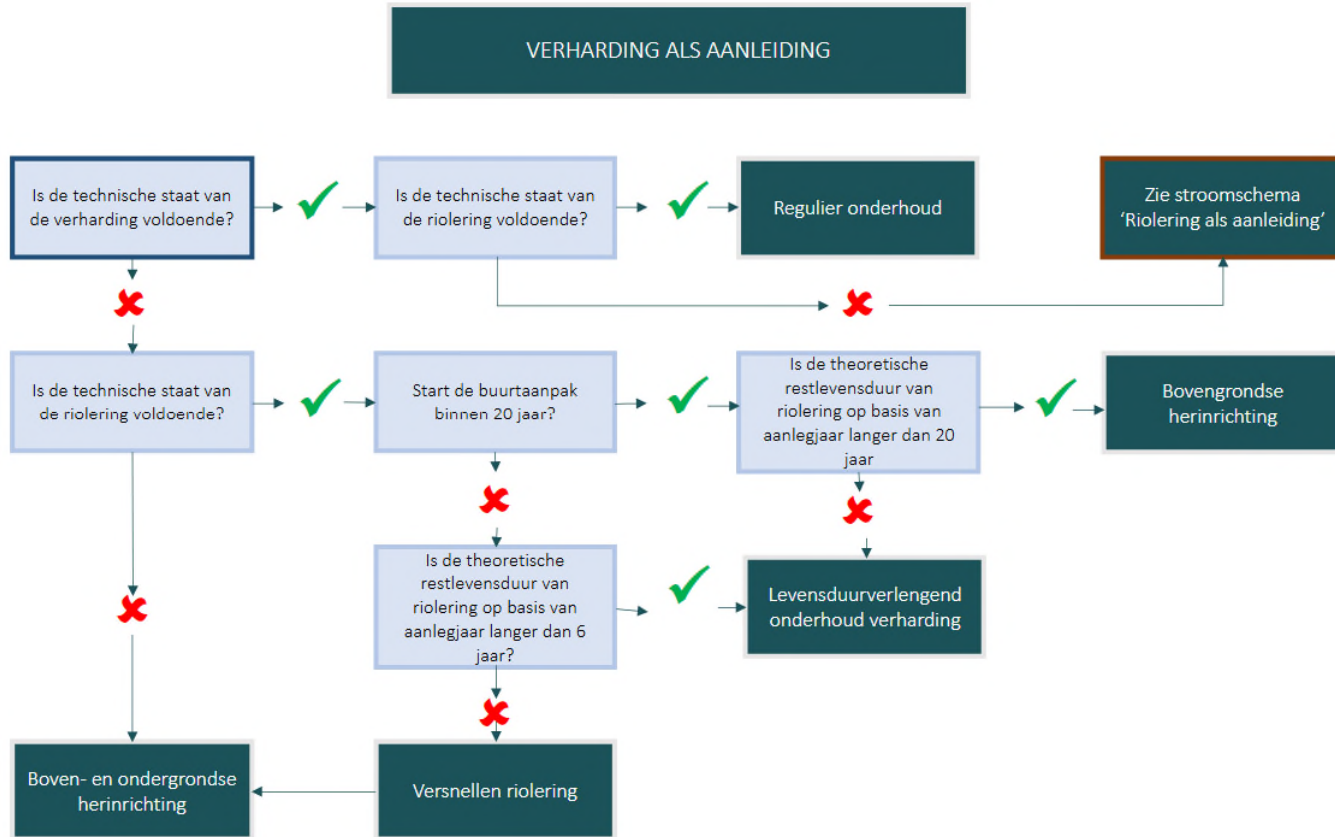 VERHARDING ALS AANLEIDING
Is de technische staat van
de verharding voldoende?
Is de technische staat van
de riolering voldoende?
Regulier onderhoud
Zie stroomschema
‘Riolering als aanleiding’
Is de technische staat van
de riolering voldoende?
Start de buurtaanpak
binnen 20 jaar?
Is de theoretische
restlevensduur van
riolering op basis van
aanlegjaar langer dan 20
jaar
Bovengrondse
herinrichting
Is de theoretische
restlevensduur van
riolering op basis van
aanlegjaar langer dan 6
jaar?
Levensduurverlengend
onderhoud verharding
Boven- en ondergrondse
herinrichting
Versnellen riolering